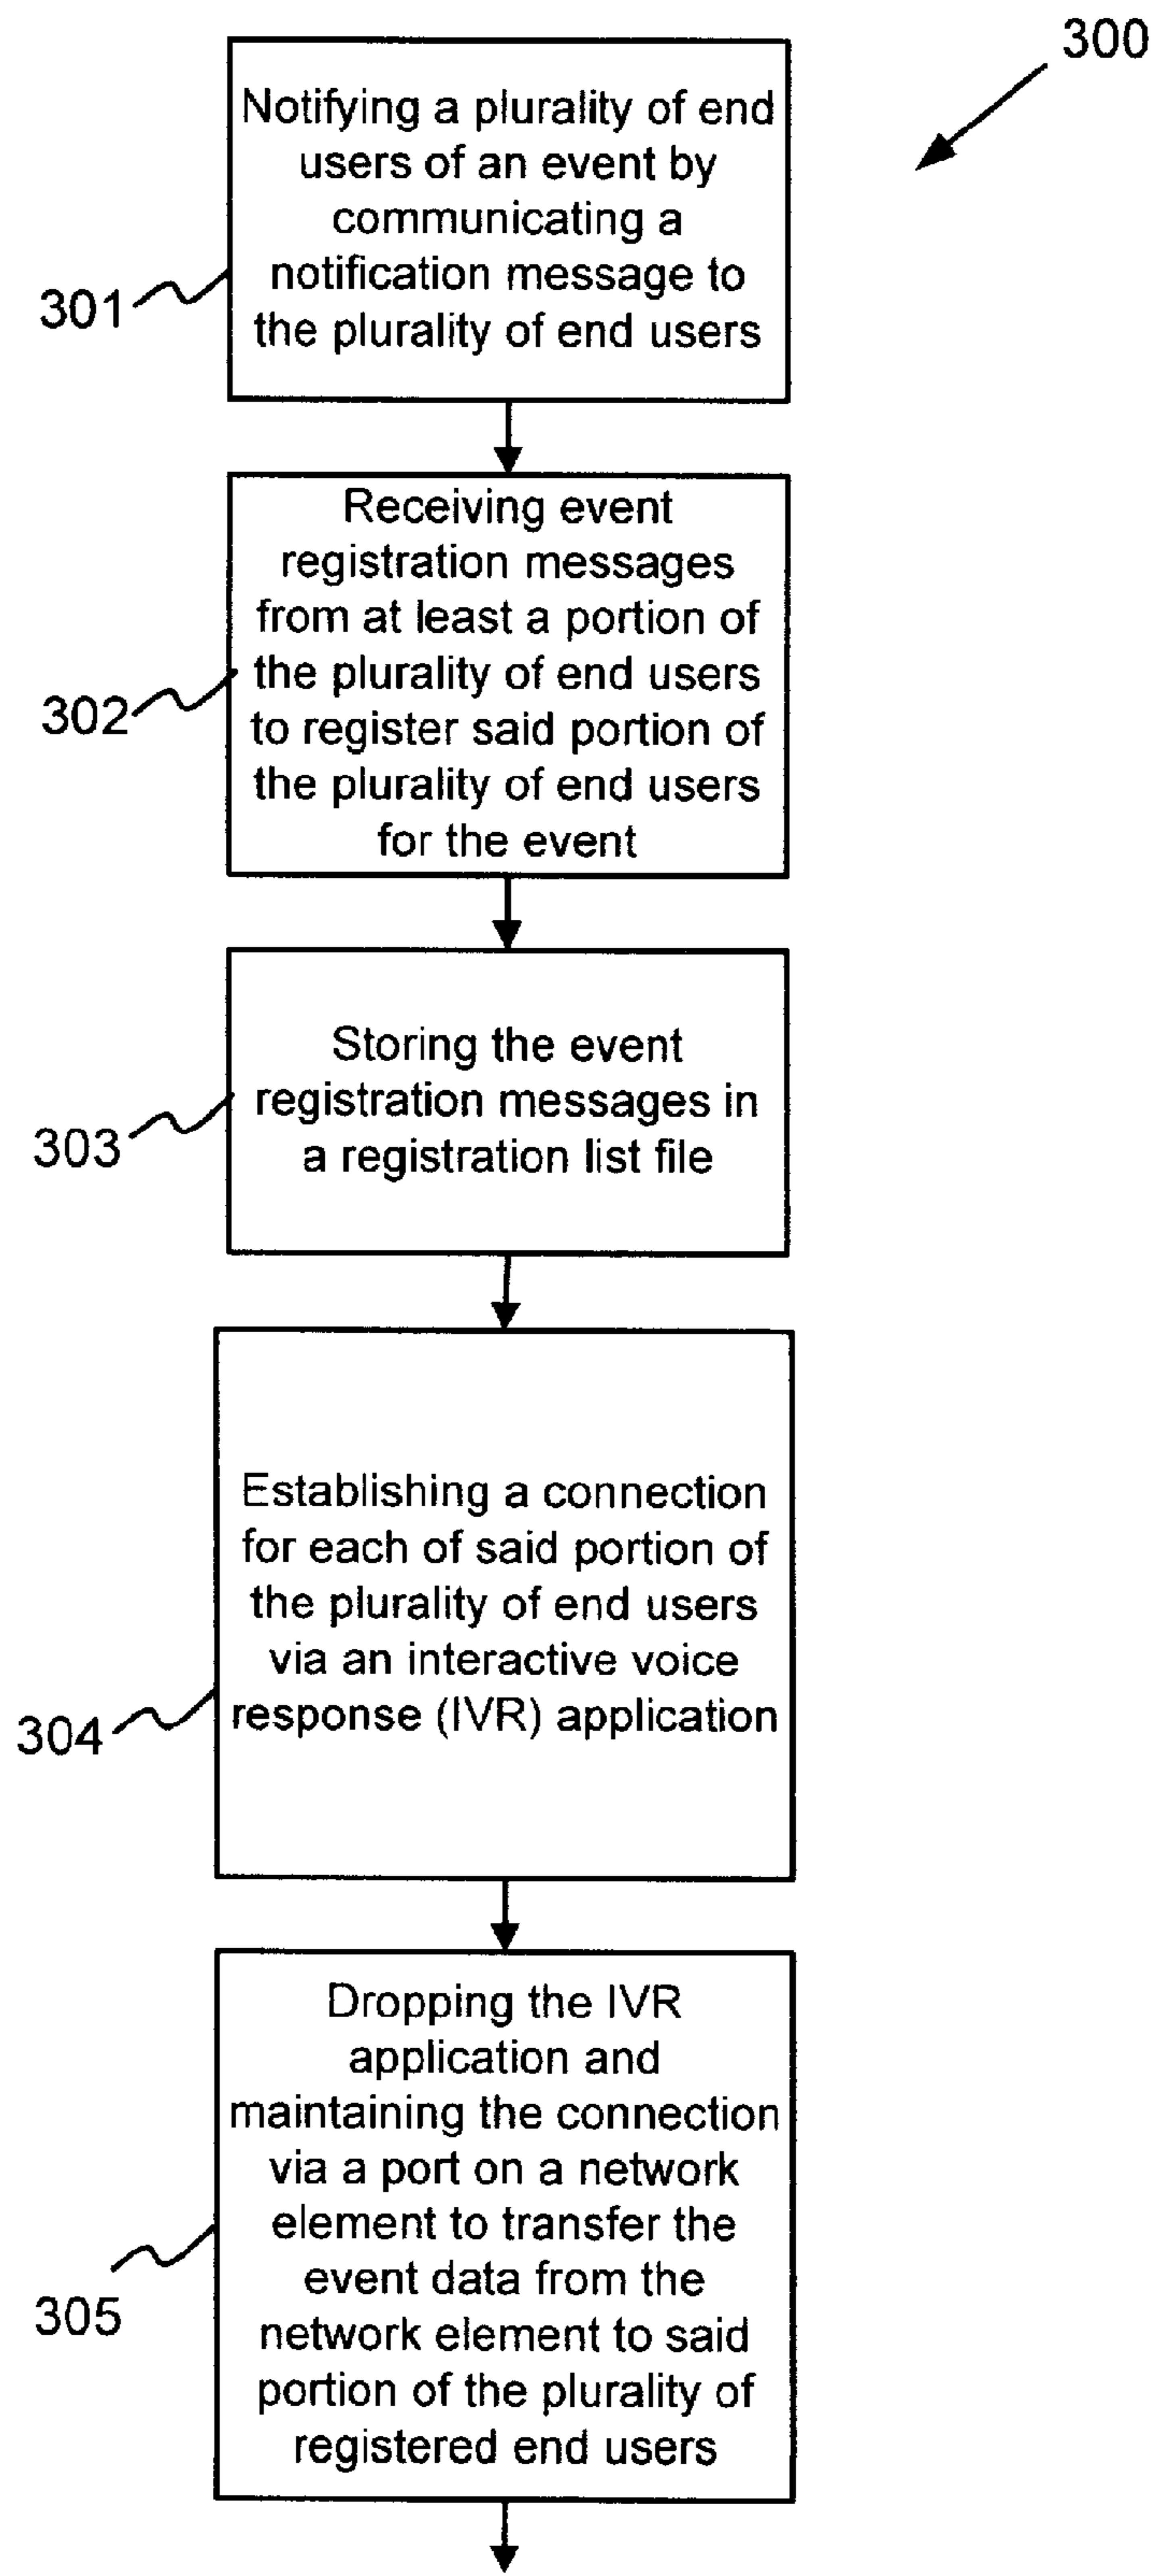 300
Notifying a plurality of end
users of an event by
communicating a
notification message to
the plurality of end users
301
Receiving event
registration messages
from at least a portion of
the plurality of end users
to register said portion of
the plurality of end users
for the event
302
Storing the event
registration messages in
a registration list file
303
Establishing a connection
for each of said portion of
the plurality of end users
via an interactive voice
response (IVR) application
304
Dropping the IVR
application and
maintaining the connection
via a port on a network
element to transfer the
event data from the
network element to said
portion of the plurality of
registered end users
305